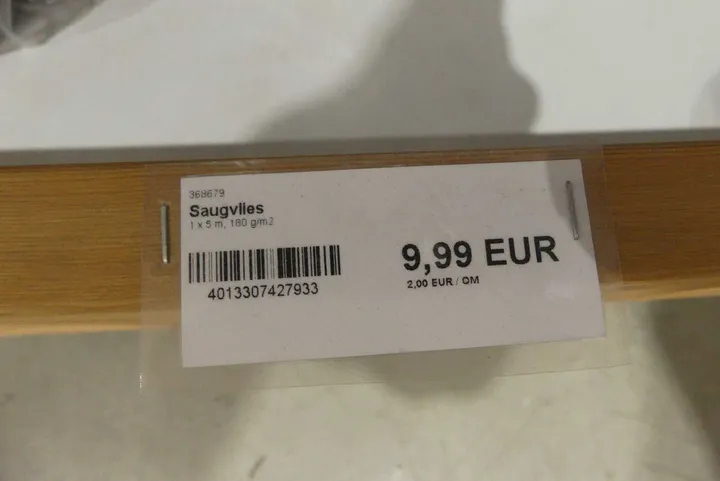 368679
Saugvlies
1 x 5 m, 180 g/m2
4013307427933
9,99 EUR
2,00 EUR / QM